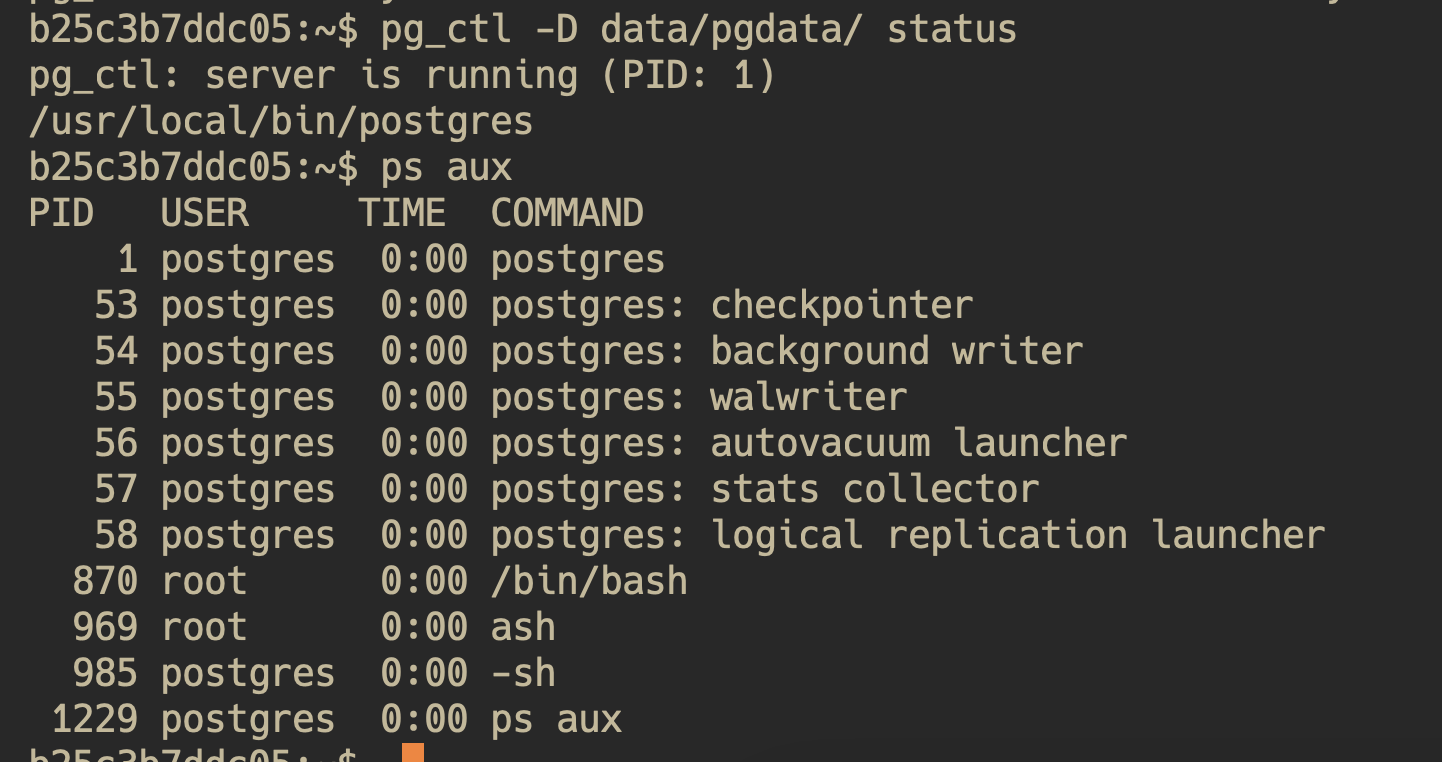 b25c3b7ddc05:~$ pg_ctl -D data/pgdata/ status
pg_ctl: server is running (PID: 1)
/usr/local/bin/postgres
b25c3b7ddc05:~$ ps aux
PID   USER     TIME  COMMAND
    1 postgres  0:00 postgres
   53 postgres  0:00 postgres: checkpointer
   54 postgres  0:00 postgres: background writer
   55 postgres  0:00 postgres: walwriter
   56 postgres  0:00 postgres: autovacuum launcher
   57 postgres  0:00 postgres: stats collector
   58 postgres  0:00 postgres: logical replication launcher
  870 root      0:00 /bin/bash
  969 root      0:00 ash
  985 postgres  0:00 -sh
 1229 postgres  0:00 ps aux
b25c3b7ddc05:~$